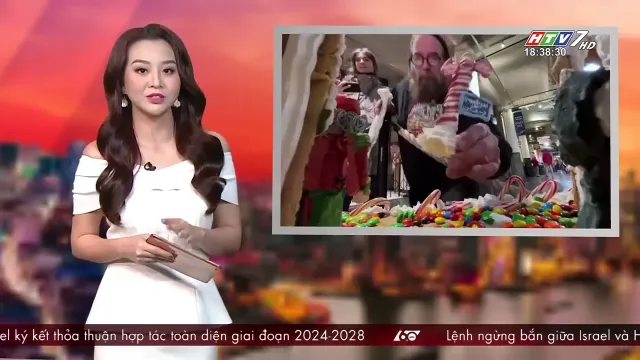 HTV7 HD
18:38:30
el ký kết thỏa thuận hợp tác toàn diện giai đoạn 2024-2028 60 Lệnh ngừng bắn giữa Israel và H